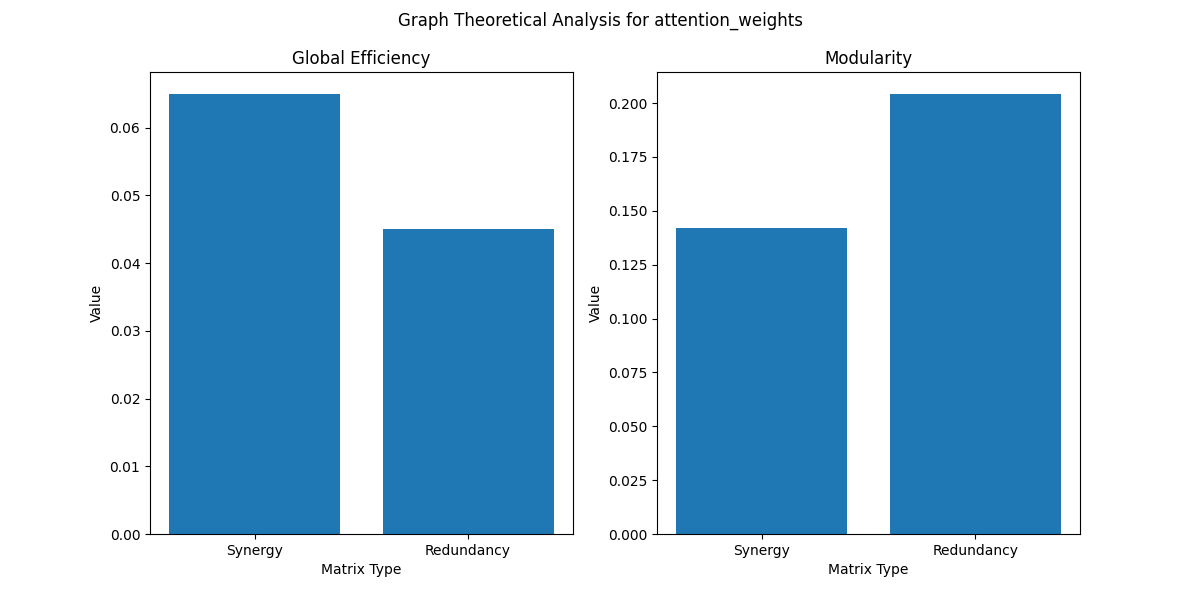 Graph Theoretical Analysis for attention_weights
Global Efficiency
Value
0.06
0.05
0.04
0.03
0.02
0.01
0.00
Synergy
Redundancy
Matrix Type
Modularity
Value
0.200
0.175
0.150
0.125
0.100
0.075
0.050
0.025
0.000
Synergy
Redundancy
Matrix Type